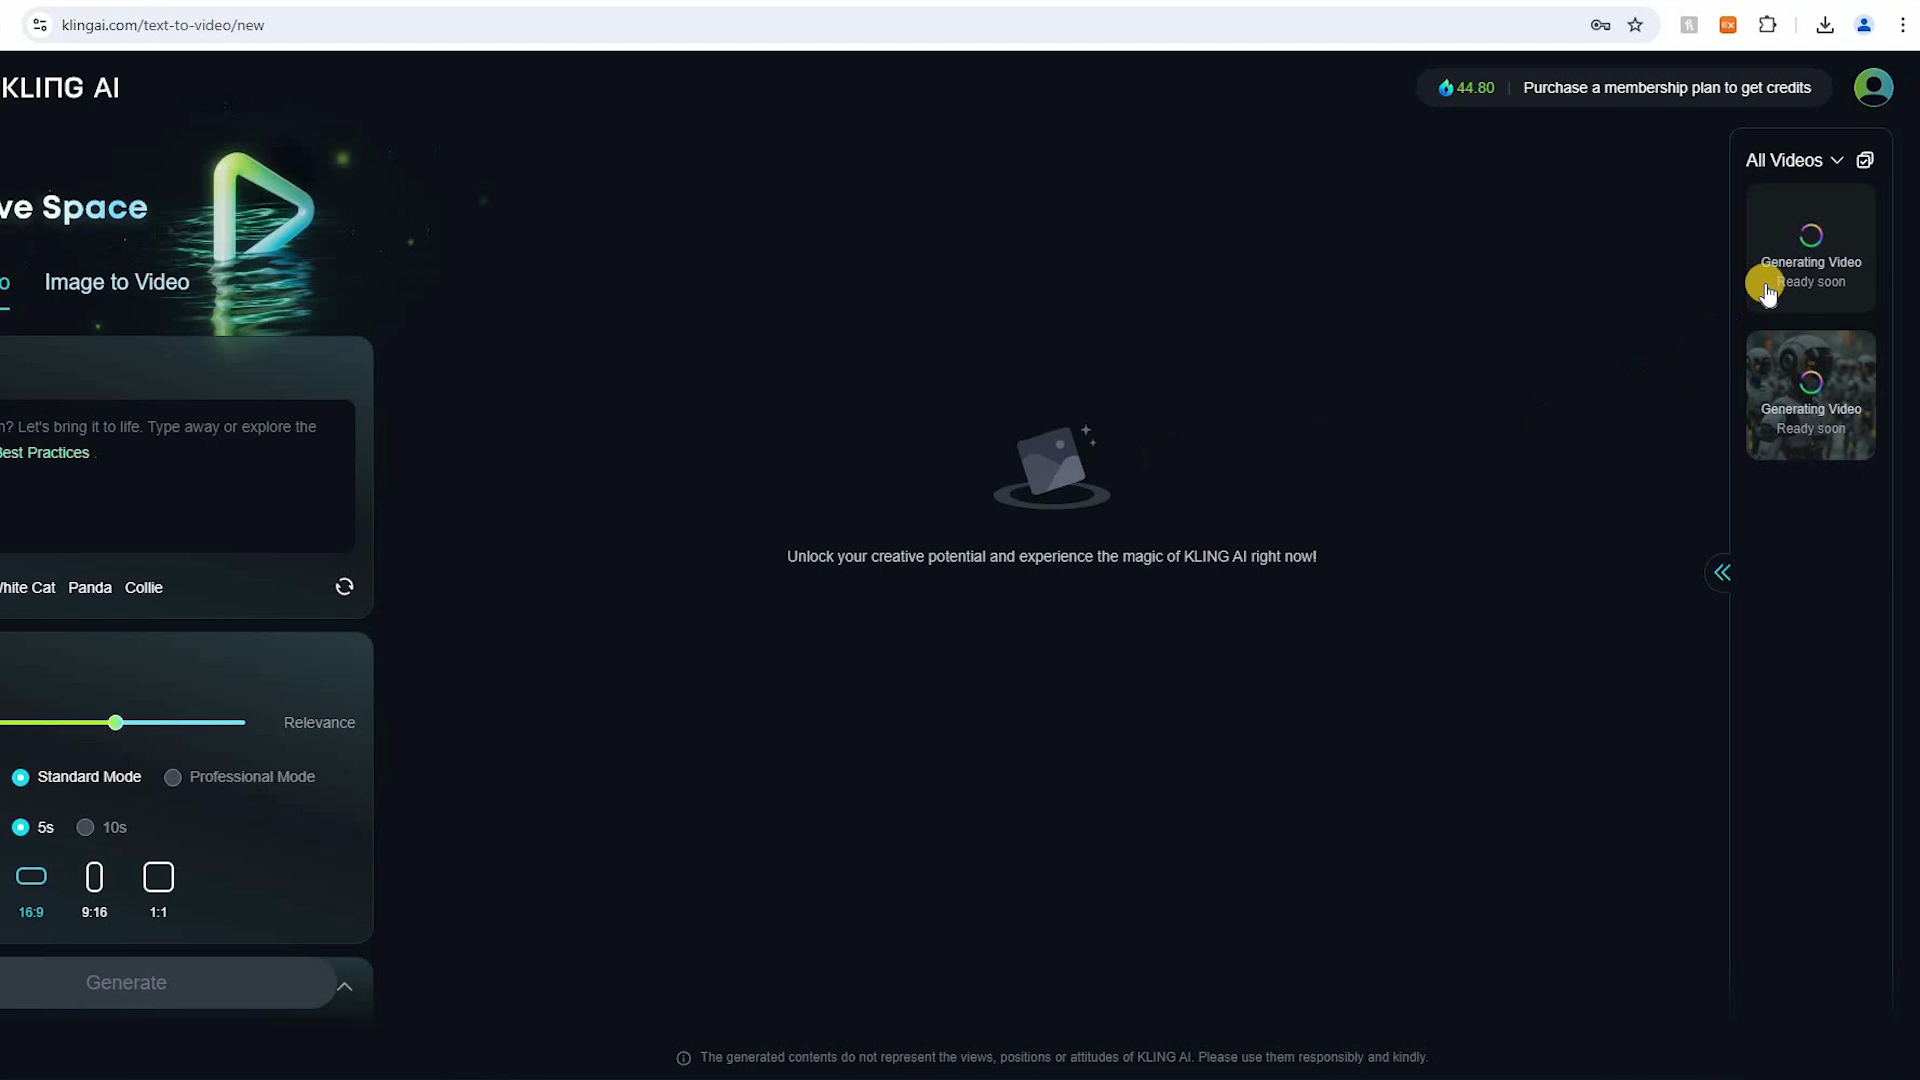 klingai.com/text-to-video/new
KLING AI
44.80
Purchase a membership plan to get credits
All Videos
ve Space
o
Image to Video
Generating Video
Ready soon
Generating Video
Ready soon
n? Let's bring it to life. Type away or explore the
Best Practices .
Unlock your creative potential and experience the magic of KLING AI right now!
White Cat Panda Collie
Relevance
Standard Mode
Professional Mode
5s
10s
16:9
9:16
1:1
Generate
The generated contents do not represent the views, positions or attitudes of KLING AI. Please use them responsibly and kindly.